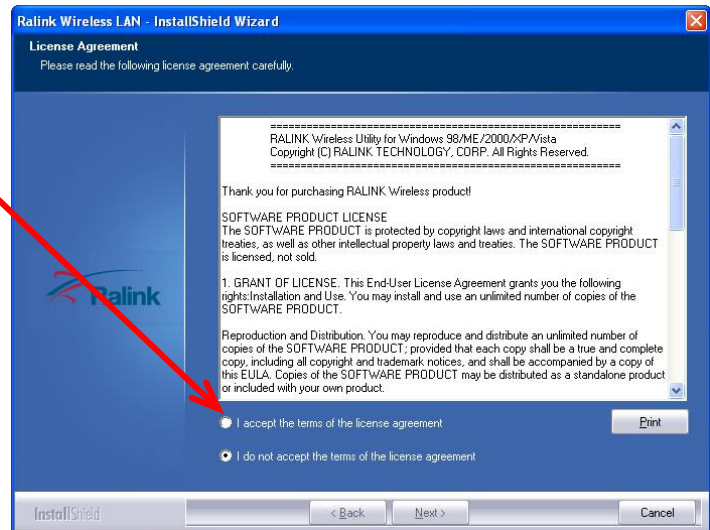 Ralink Wireless LAN - InstallShield Wizard
License Agreement
Please read the following license agreement carefully.
==========================================================
RALINK Wireless Utility for Windows 98/ME/2000/XP/Vista
Copyright (C) RALINK TECHNOLOGY, CORP. All Rights Reserved.
==========================================================
Thank you for purchasing RALINK Wireless product!
SOFTWARE PRODUCT LICENSE
The SOFTWARE PRODUCT is protected by copyright laws and international copyright
treaties, as well as other intellectual property laws and treaties. The SOFTWARE PRODUCT
is licensed, not sold.
1. GRANT OF LICENSE. This End-User License Agreement grants you the following
rights:Installation and Use. You may install and use an unlimited number of copies of the
SOFTWARE PRODUCT.
Reproduction and Distribution. You may reproduce and distribute an unlimited number of
copies of the SOFTWARE PRODUCT; provided that each copy shall be a true and complete
copy, including all copyright and trademark notices, and shall be accompanied by a copy of
this EULA. Copies of the SOFTWARE PRODUCT may be distributed as a standalone product
or included with your own product.
Ralink
I accept the terms of the license agreement
Print
I do not accept the terms of the license agreement
InstallShield
< Back
Next >
Cancel